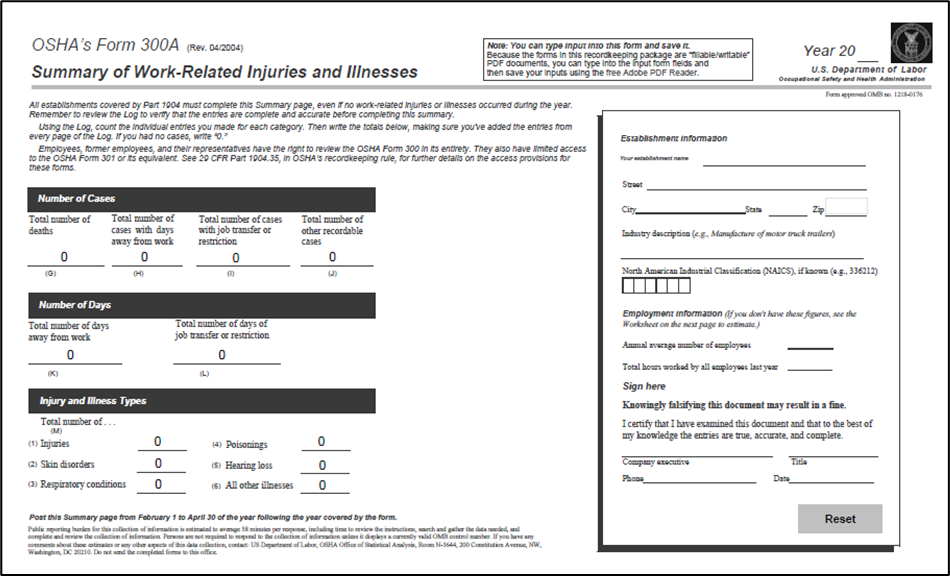 OSHA's Form 300A (Rev. 04/2004)
Summary of Work-Related Injuries and Illnesses
Note: You can type input into this form and save it.
Because the forms in this recordkeeping package are "fillable/writable"
PDF documents, you can type into the input form fields and
then save your inputs using the free Adobe PDF Reader.
Year 20
U.S. Department of Labor
Occupational Safety and Health Administration
Form approved OMB no. 1218-0176
All establishments covered by Part 1904 must complete this Summary page, even if no work-related injuries or illnesses occurred during the year.
Remember to review the Log to verify that the entries are complete and accurate before completing this summary.
Using the Log, count the individual entries you made for each category. Then write the totals below, making sure you've added the entries from
every page of the Log. If you had no cases, write "0."
Employees, former employees, and their representatives have the right to review the OSHA Form 300 in its entirety. They also have limited access
to the OSHA Form 301 or its equivalent. See 29 CFR Part 1904.35, in OSHA's recordkeeping rule, for further details on the access provisions for
these forms.
Number of Cases
Total number of
deaths
0
(G)
Total number of
cases with days
away from work
0
(H)
Total number of cases
with job transfer or
restriction
0
(I)
Total number of
other recordable
cases
0
(J)
Number of Days
Total number of days
away from work
0
(K)
Total number of days of
job transfer or restriction
0
(L)
Injury and Illness Types
Total number of . . .
(M)
(1) Injuries 0
(2) Skin disorders 0
(3) Respiratory conditions 0
(4) Poisonings 0
(5) Hearing loss 0
(6) All other illnesses 0
Post this Summary page from February 1 to April 30 of the year following the year covered by the form.
Public reporting burden for this collection of information is estimated to average 58 minutes per response, including time to review the instructions, search and gather the data needed, and
complete and review the collection of information. Persons are not required to respond to the collection of information unless it displays a currently valid OMB control number. If you have any
comments about these estimates or any other aspects of this data collection, contact: US Department of Labor, OSHA Office of Statistical Analysis, Room N-3644, 200 Constitution Avenue, NW,
Washington, DC 20210. Do not send the completed forms to this office.
Establishment information
Your establishment name
Street
City State Zip
Industry description (e.g., Manufacture of motor truck trailers)
North American Industrial Classification (NAICS), if known (e.g., 336212)
Employment information (If you don't have these figures, see the
Worksheet on the next page to estimate.)
Annual average number of employees
Total hours worked by all employees last year
Sign here
Knowingly falsifying this document may result in a fine.
I certify that I have examined this document and that to the best of
my knowledge the entries are true, accurate, and complete.
Company executive Title
Phone Date
Reset